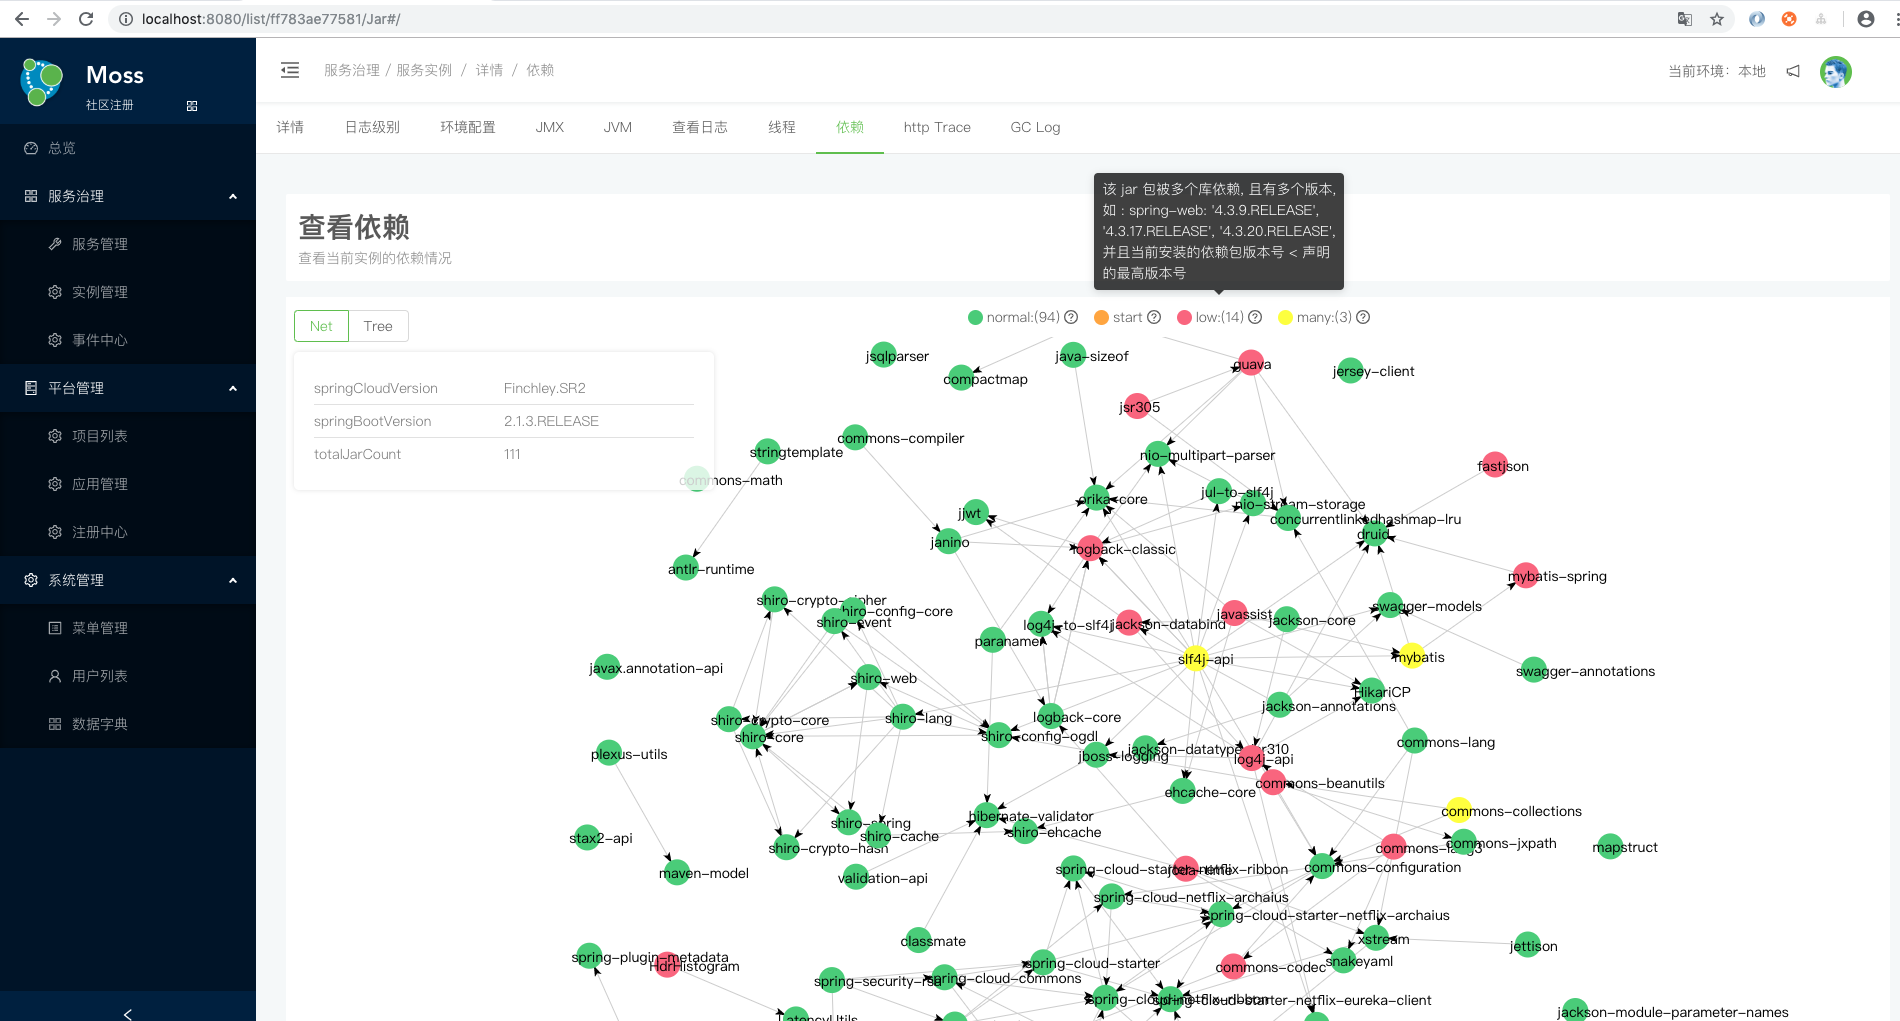 localhost:8080/list/ff783ae77581/Jar#/
Moss
社区注册
总览
服务治理
服务管理
实例管理
事件中心
平台管理
项目列表
应用管理
注册中心
系统管理
菜单管理
用户列表
数据字典
服务治理 / 服务实例 / 详情 / 依赖
当前环境：本地
详情 日志级别 环境配置 JMX JVM 查看日志 线程 依赖 http Trace GC Log
该 jar 包被多个库依赖, 且有多个版本,
如 : spring-web: '4.3.9.RELEASE',
'4.3.17.RELEASE', '4.3.20.RELEASE',
并且当前安装的依赖包版本号 < 声明
的最高版本号
查看依赖
查看当前实例的依赖情况
Net Tree
normal:(94) start low:(14) many:(3)
springCloudVersion Finchley.SR2
springBootVersion 2.1.3.RELEASE
totalJarCount 111
jsqlparser
java-sizeof
guava
compactmap
jersey-client
jsr305
commons-compiler
stringtemplate
nio-multipart-parser
fastjson
commons-math
jul-to-slf4j
orika-core
nio-stream-storage
jjwt
concurrentlinkedhashmap-lru
druid
janino
logback-classic
antlr-runtime
mybatis-spring
shiro-crypto-cipher
shiro-config-core
swagger-models
javassist
shiro-event
log4j-to-slf4j
jackson-databind
jackson-core
paranamer
slf4j-api
mybatis
javax.annotation-api
swagger-annotations
shiro-web
HikariCP
jackson-annotations
shiro-crypto-core
shiro-lang
logback-core
shiro-core
shiro-config-ogdl
commons-lang
jackson-datatype-jsr310
plexus-utils
jboss-logging
log4j-api
commons-beanutils
ehcache-core
commons-collections
hibernate-validator
shiro-spring
shiro-ehcache
shiro-cache
stax2-api
commons-jxpath
shiro-crypto-hash
commons-lang3
mapstruct
commons-configuration
spring-cloud-starter-netflix-ribbon
joda-time
maven-model
validation-api
spring-cloud-netflix-archaius
spring-cloud-starter-netflix-archaius
classmate
xstream
jettison
spring-plugin-metadata
HdrHistogram
spring-cloud-starter
commons-codec
snakeyaml
spring-security-rsa
spring-cloud-commons
spring-cloud-netflix-ribbon
spring-cloud-starter-netflix-eureka-client
jackson-module-parameter-names
LatencyUtils